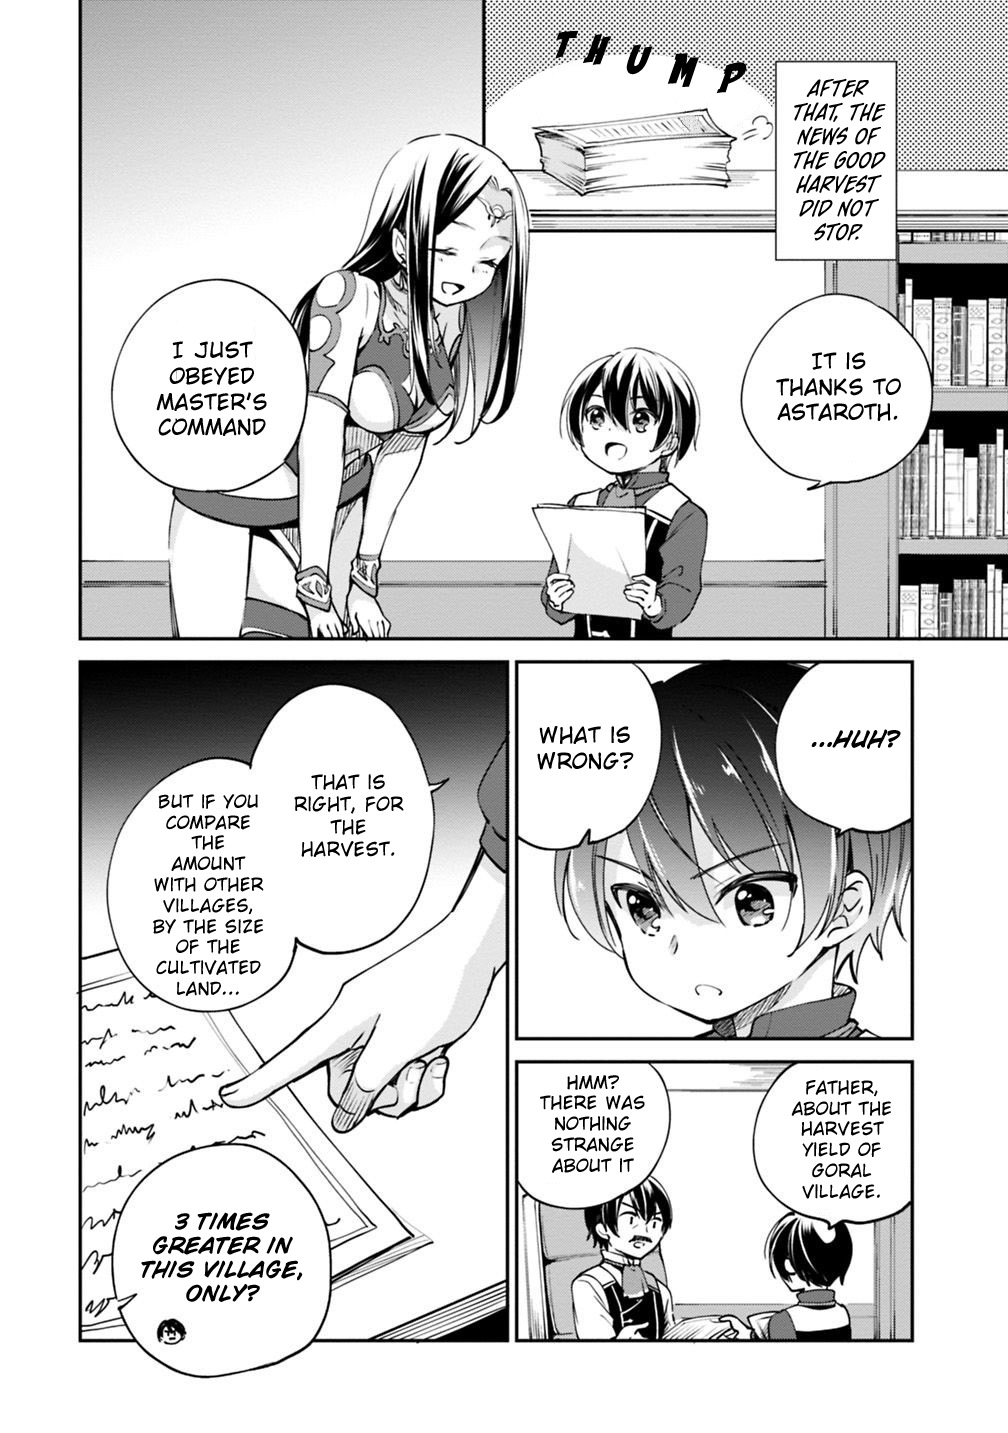 THUMP
AFTER
THAT, THE
NEWS OF
THE GOOD
HARVEST
DID NOT
STOP.
IT IS
THANKS TO
ASTAROTH.
I JUST
OBEYED
MASTER'S
COMMAND
...HUH?
WHAT IS
WRONG?
FATHER,
ABOUT THE
HARVEST
YIELD OF
GORAL
VILLAGE.
HMM?
THERE WAS
NOTHING
STRANGE
ABOUT IT
THAT IS
RIGHT, FOR
THE
HARVEST.
BUT IF YOU
COMPARE
THE
AMOUNT
WITH OTHER
VILLAGES,
BY THE SIZE
OF THE
CULTIVATED
LAND...
3 TIMES
GREATER IN
THIS VILLAGE,
ONLY?